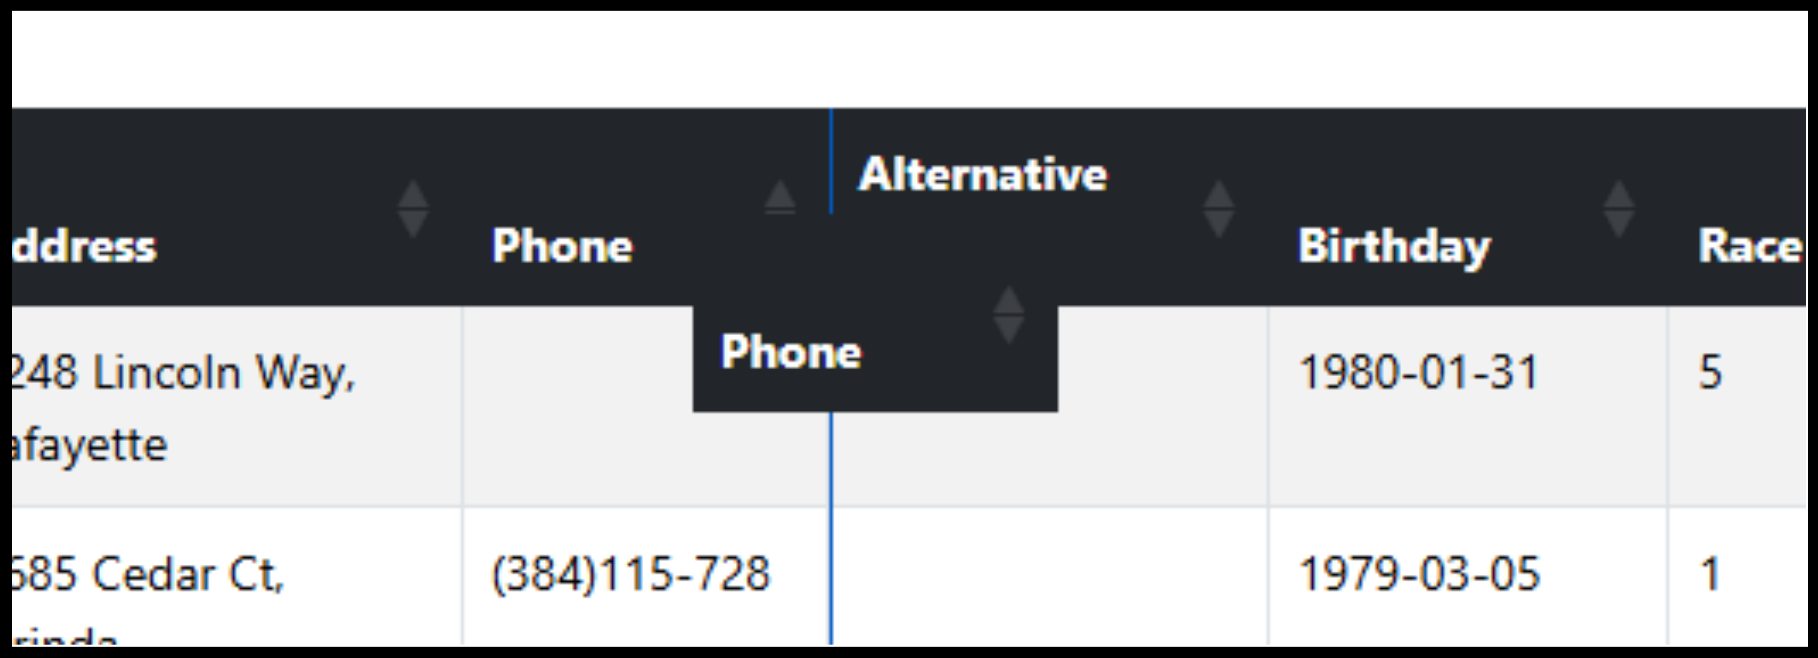 Alternative
ddress Phone Birthday Race
Phone
248 Lincoln Way, 1980-01-31 5
afayette
685 Cedar Ct, (384)115-728 1979-03-05 1